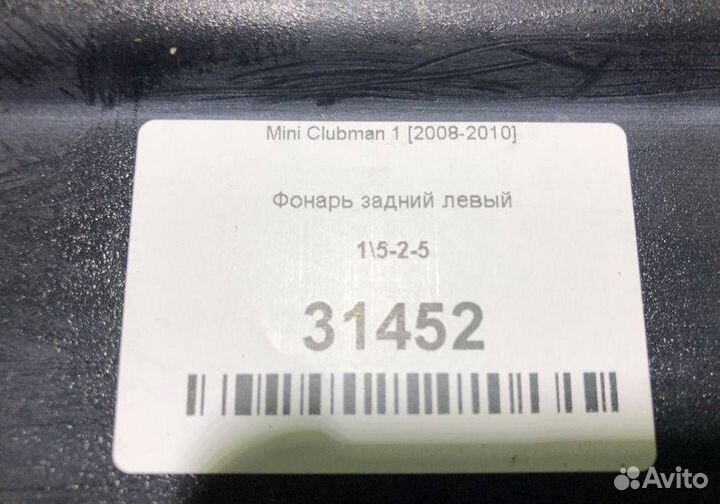 Mini Clubman 1 [2008-2010]
Фонарь задний левый
1\5-2-5
31452
Avito